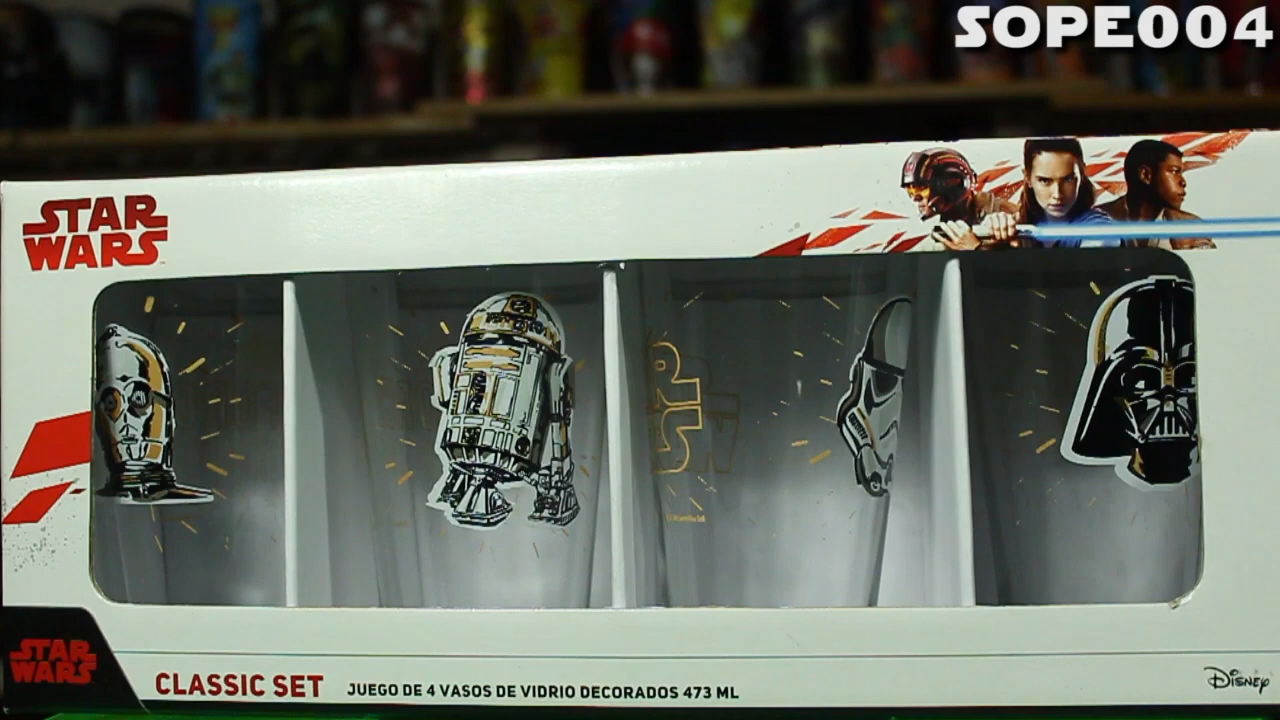 SOPE004
STAR
WARS
STAR
WARS
CLASSIC SET
JUEGO DE 4 VASOS DE VIDRIO DECORADOS 473 ML
DISNEY